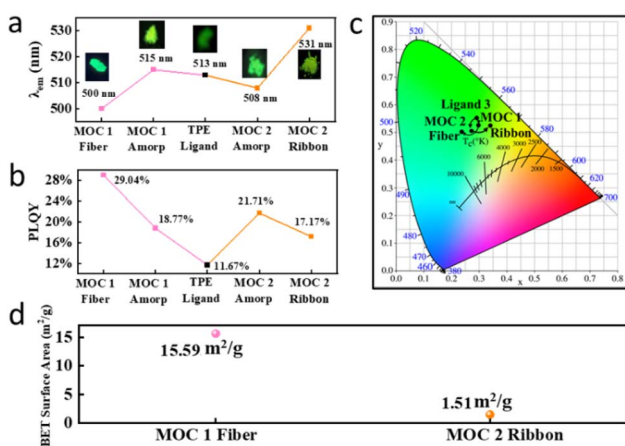 a
λem (nm)
530
520
510
500
500 nm
515 nm
513 nm
508 nm
531 nm
MOC 1 Fiber
MOC 1 Amorp
TPE Ligand
MOC 2 Amorp
MOC 2 Ribbon
b
PLQY
28%
24%
20%
16%
12%
29.04%
18.77%
11.67%
21.71%
17.17%
MOC 1 Fiber
MOC 1 Amorp
TPE Ligand
MOC 2 Amorp
MOC 2 Ribbon
c
0.9
0.8
0.7
0.6
0.5
0.4
0.3
0.2
0.1
0.0
y
520
540
560
500
490
480
460
380
700
Ligand 3
MOC 2 MOC 1
Fiber Ribbon
Tc(°K)
10000
6000
4000
3000
2500
2000
1500
∞
0.0 0.1 0.2 0.3 0.4 0.5 0.6 0.7 0.8
x
d
BET Surface Area (m2/g)
15
10
5
0
15.59 m2/g
1.51 m2/g
MOC 1 Fiber
MOC 2 Ribbon